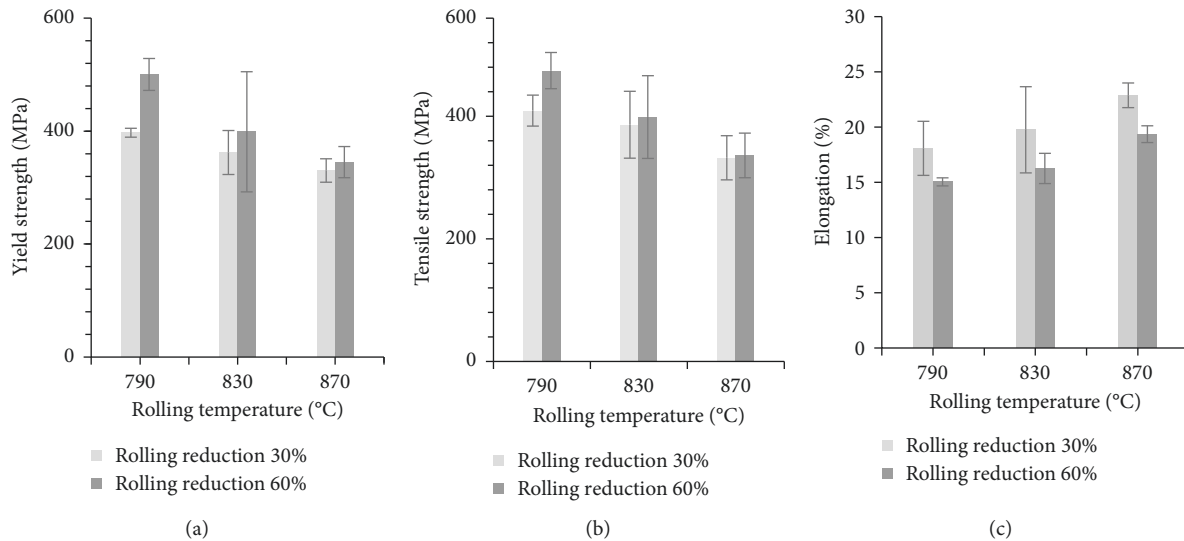 Yield strength (MPa)
600
400
200
0
790
830
870
Rolling temperature (°C)
Rolling reduction 30%
Rolling reduction 60%
(a)
Tensile strength (MPa)
600
400
200
0
790
830
870
Rolling temperature (°C)
Rolling reduction 30%
Rolling reduction 60%
(b)
Elongation (%)
30
25
20
15
10
5
0
790
830
870
Rolling temperature (°C)
Rolling reduction 30%
Rolling reduction 60%
(c)